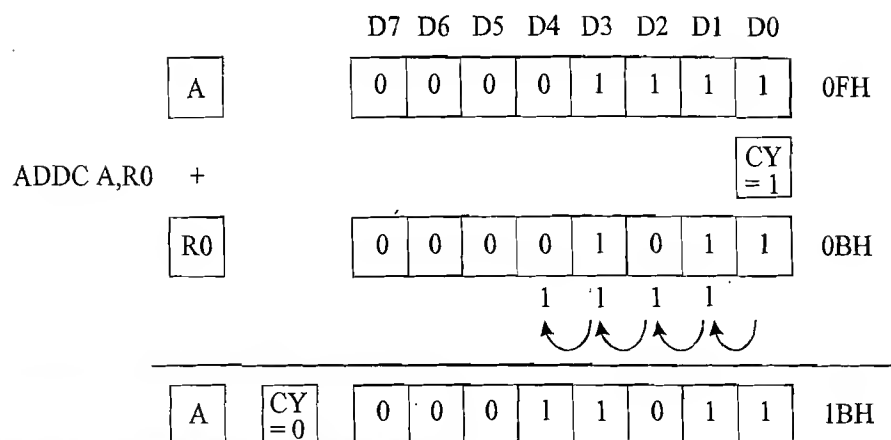 D7 D6 D5 D4 D3 D2 D1 D0
A 0 0 0 0 1 1 1 1 0FH
CY
ADDC A,R0 + = 1
R0 0 0 0 0 1 0 1 1 0BH
1 1 1 1
A CY = 0 0 0 0 1 1 0 1 1 1BH